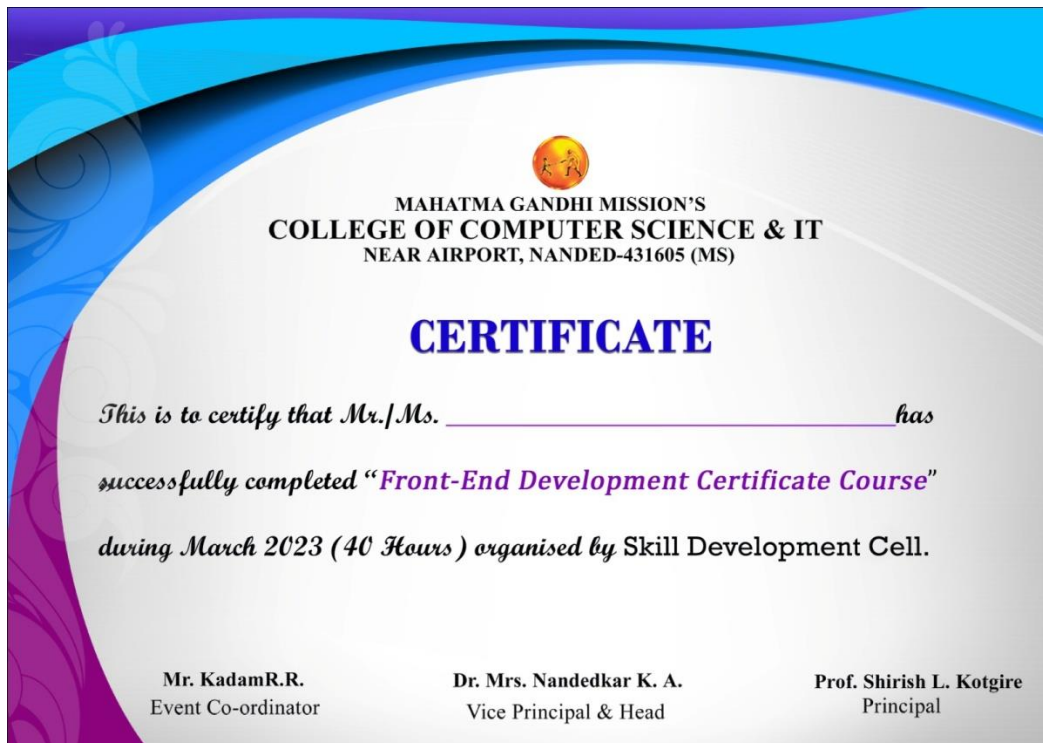 MAHATMA GANDHI MISSION'S
COLLEGE OF COMPUTER SCIENCE & IT
NEAR AIRPORT, NANDED-431605 (MS)
CERTIFICATE
This is to certify that Mr./Ms. ______________________________ has
successfully completed “Front-End Development Certificate Course”
during March 2023 (40 Hours) organised by Skill Development Cell.
Mr. KadamR.R.
Event Co-ordinator
Dr. Mrs. Nandedkar K. A.
Vice Principal & Head
Prof. Shirish L. Kotgire
Principal